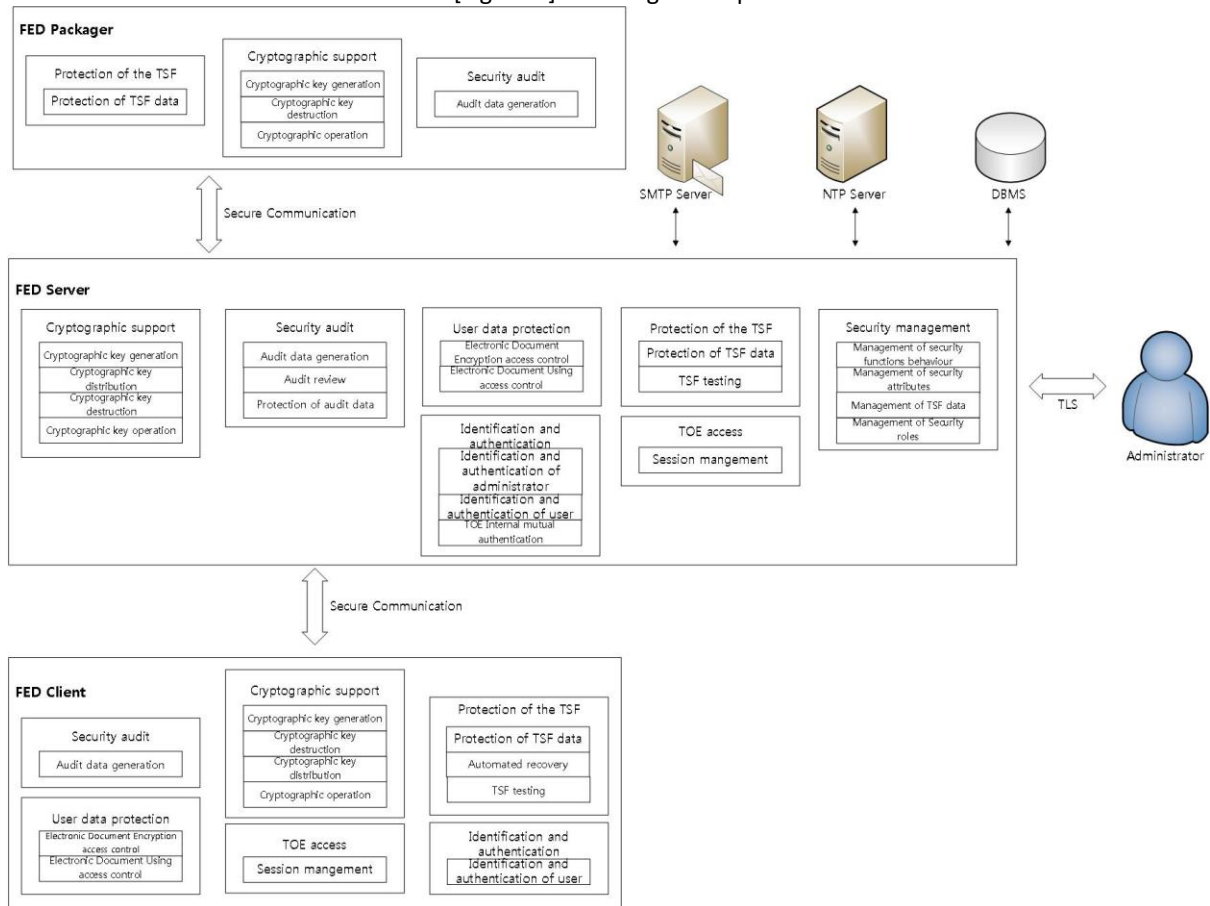 FED Packager
Protection of the TSF
Protection of TSF data
Cryptographic support
Cryptographic key generation
Cryptographic key
destruction
Cryptographic operation
Security audit
Audit data generation
SMTP Server
NTP Server
DBMS
Secure Communication
FED Server
Cryptographic support
Cryptographic key generation
Cryptographic key
distribution
Cryptographic key
destruction
Cryptographic key operation
Security audit
Audit data generation
Audit review
Protection of audit data
User data protection
Electronic Document
Encryption access control
Electronic Document Using
access control
Identification and
authentication
Identification and
authentication of
administrator
Identification and
authentication of user
TOE Internal mutual
authentication
Protection of the TSF
Protection of TSF data
TSF testing
TOE access
Session mangement
Security management
Management of security
functions behaviour
Management of security
attributes
Management of TSF data
Management of Security
roles
TLS
Administrator
Secure Communication
FED Client
Security audit
Audit data generation
User data protection
Electronic Document Encryption
access control
Electronic Document Using
access control
Cryptographic support
Cryptographic key generation
Cryptographic key
destruction
Cryptographic key
distribution
Cryptographic operation
TOE access
Session mangement
Protection of the TSF
Protection of TSF data
Automated recovery
TSF testing
Identification and
authentication
Identification and
authentication of user